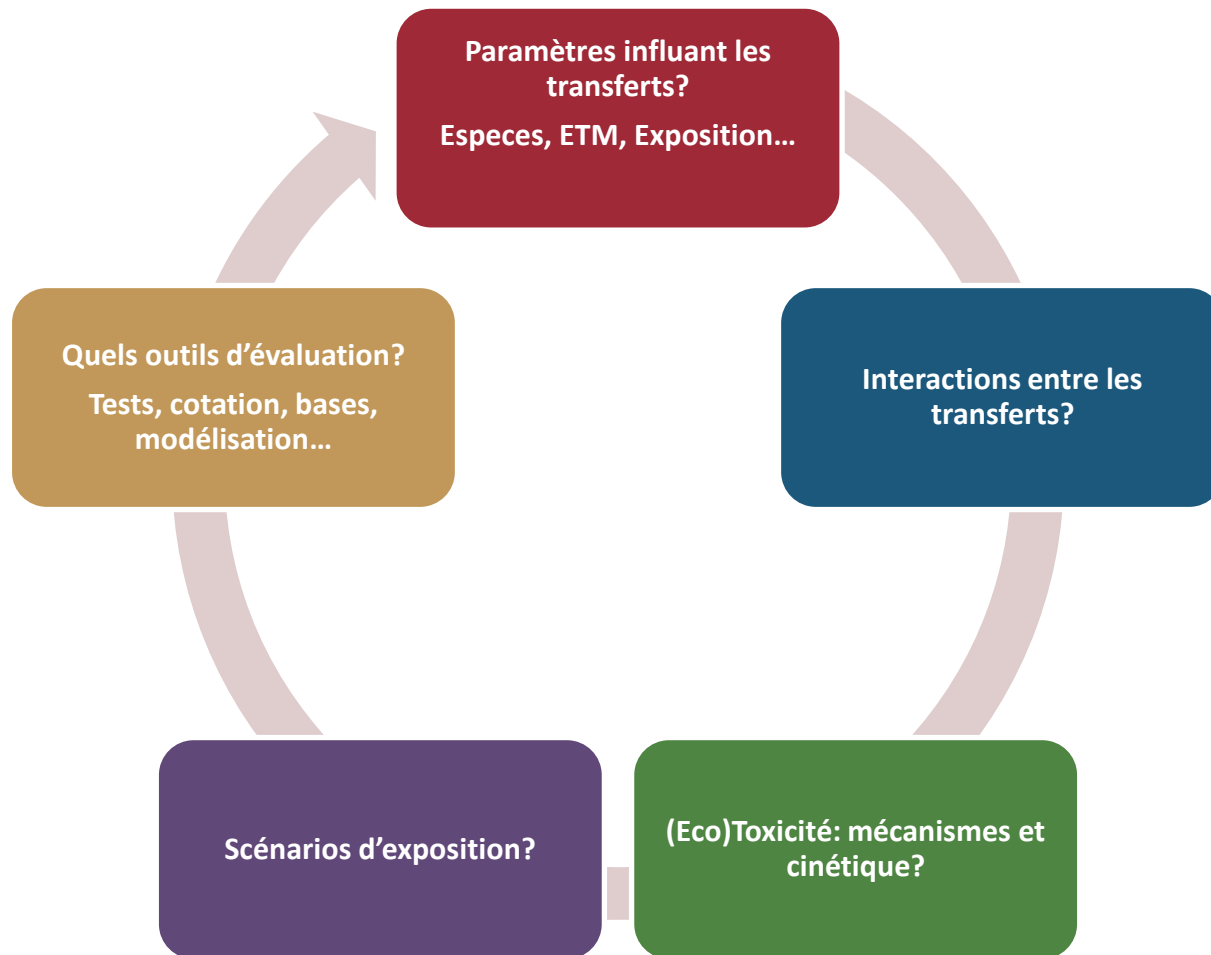 Paramètres influant les
transferts?
Especes, ETM, Exposition…
Interactions entre les
transferts?
(Eco)Toxicité: mécanismes et
cinétique?
Scénarios d’exposition?
Quels outils d’évaluation?
Tests, cotation, bases,
modélisation…